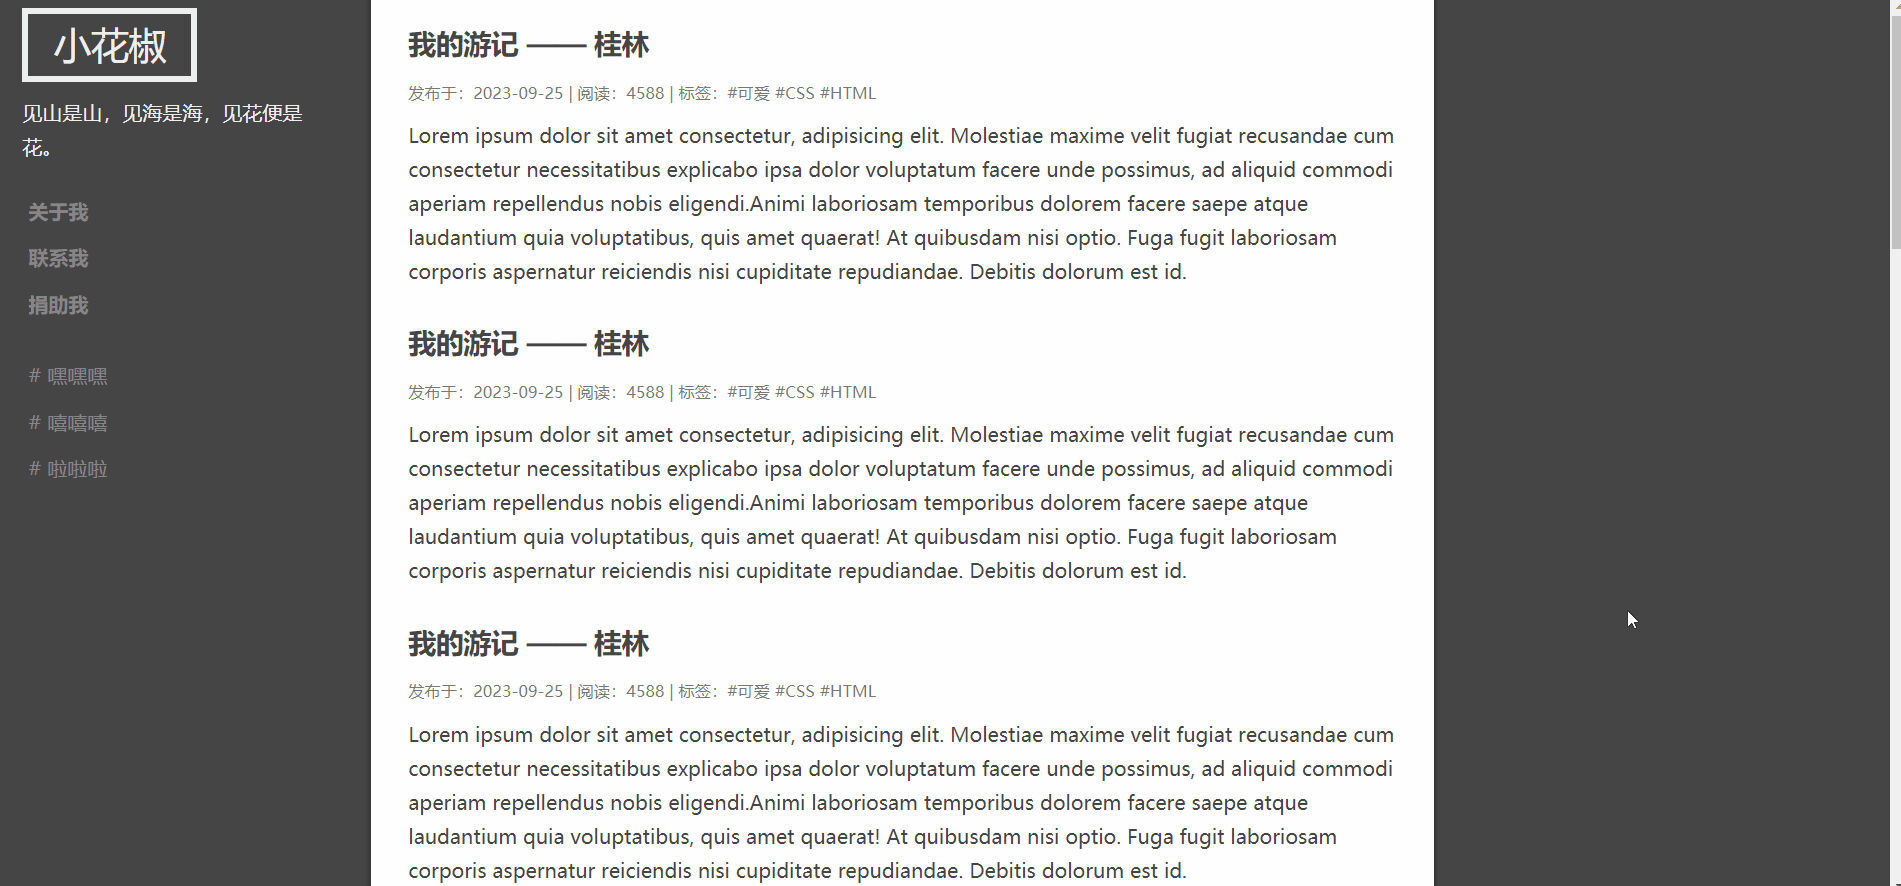 小花椒
见山是山，见海是海，见花便是
花。
关于我
联系我
捐助我
# 嘿嘿嘿
# 嘻嘻嘻
# 啦啦啦
我的游记 —— 桂林
发布于：2023-09-25 | 阅读：4588 | 标签：#可爱 #CSS #HTML
Lorem ipsum dolor sit amet consectetur, adipisicing elit. Molestiae maxime velit fugiat recusandae cum
consectetur necessitatibus explicabo ipsa dolor voluptatum facere unde possimus, ad aliquid commodi
aperiam repellendus nobis eligendi.Animi laboriosam temporibus dolorem facere saepe atque
laudantium quia voluptatibus, quis amet quaerat! At quibusdam nisi optio. Fuga fugit laboriosam
corporis aspernatur reiciendis nisi cupiditate repudiandae. Debitis dolorum est id.
我的游记 —— 桂林
发布于：2023-09-25 | 阅读：4588 | 标签：#可爱 #CSS #HTML
Lorem ipsum dolor sit amet consectetur, adipisicing elit. Molestiae maxime velit fugiat recusandae cum
consectetur necessitatibus explicabo ipsa dolor voluptatum facere unde possimus, ad aliquid commodi
aperiam repellendus nobis eligendi.Animi laboriosam temporibus dolorem facere saepe atque
laudantium quia voluptatibus, quis amet quaerat! At quibusdam nisi optio. Fuga fugit laboriosam
corporis aspernatur reiciendis nisi cupiditate repudiandae. Debitis dolorum est id.
我的游记 —— 桂林
发布于：2023-09-25 | 阅读：4588 | 标签：#可爱 #CSS #HTML
Lorem ipsum dolor sit amet consectetur, adipisicing elit. Molestiae maxime velit fugiat recusandae cum
consectetur necessitatibus explicabo ipsa dolor voluptatum facere unde possimus, ad aliquid commodi
aperiam repellendus nobis eligendi.Animi laboriosam temporibus dolorem facere saepe atque
laudantium quia voluptatibus, quis amet quaerat! At quibusdam nisi optio. Fuga fugit laboriosam
corporis aspernatur reiciendis nisi cupiditate repudiandae. Debitis dolorum est id.